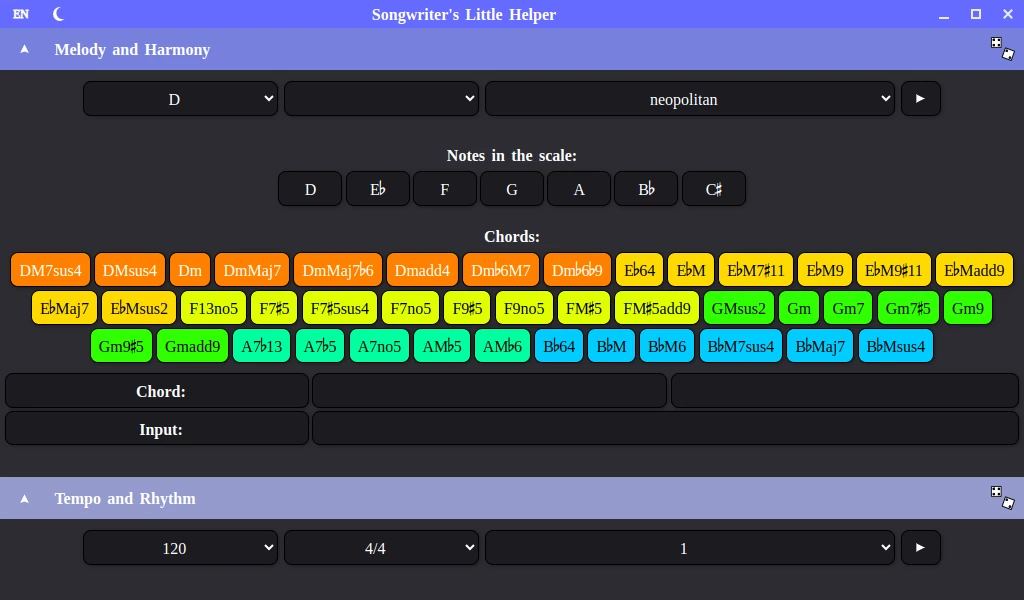 EN Songwriter's Little Helper
Melody and Harmony
D neopolitan
Notes in the scale:
D E♭ F G A B♭ C♯
Chords:
DM7sus4 DMsus4 Dm DmMaj7 DmMaj7♭6 Dmadd4 Dm♭6M7 Dm♭6♭9 E♭64 E♭M E♭M7♯11 E♭M9 E♭M9♯11 E♭Madd9
E♭Maj7 E♭Msus2 F13no5 F7♯5 F7♯5sus4 F7no5 F9♯5 F9no5 FM♯5 FM♯5add9 GMsus2 Gm Gm7 Gm7♯5 Gm9
Gm9♯5 Gmadd9 A7♭13 A7♭5 A7no5 AM♭5 AM♭6 B♭64 B♭M B♭M6 B♭M7sus4 B♭Maj7 B♭Msus4
Chord:
Input:
Tempo and Rhythm
120 4/4 1